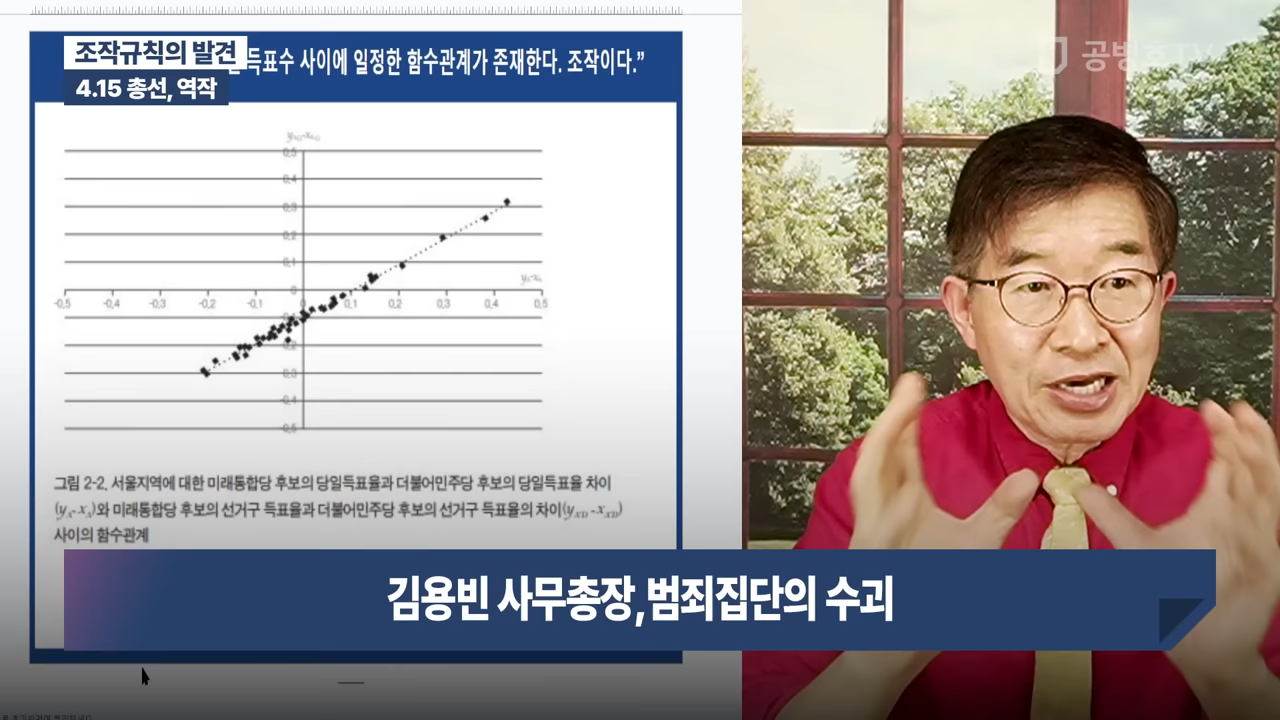 조작규칙의 발견
4.15 총선, 역작
득표수 사이에 일정한 함수관계가 존재한다. 조작이다.”
공병호TV
0,5
0,4
0,3
0,2
0,1
0
-0,5 -0,4 -0,3 -0,2 -0,1 0 0,1 0,2 0,3 0,4 0,5
-0,3
-0,4
-0,5
그림 2-2. 서울지역에 대한 미래통합당 후보의 당일득표율과 더불어민주당 후보의 당일득표율 차이
와 미래통합당 후보의 선거구 득표율과 더불어민주당 후보의 선거구 득표율의 차이
사이의 함수관계
김용빈 사무총장,범죄집단의 수괴